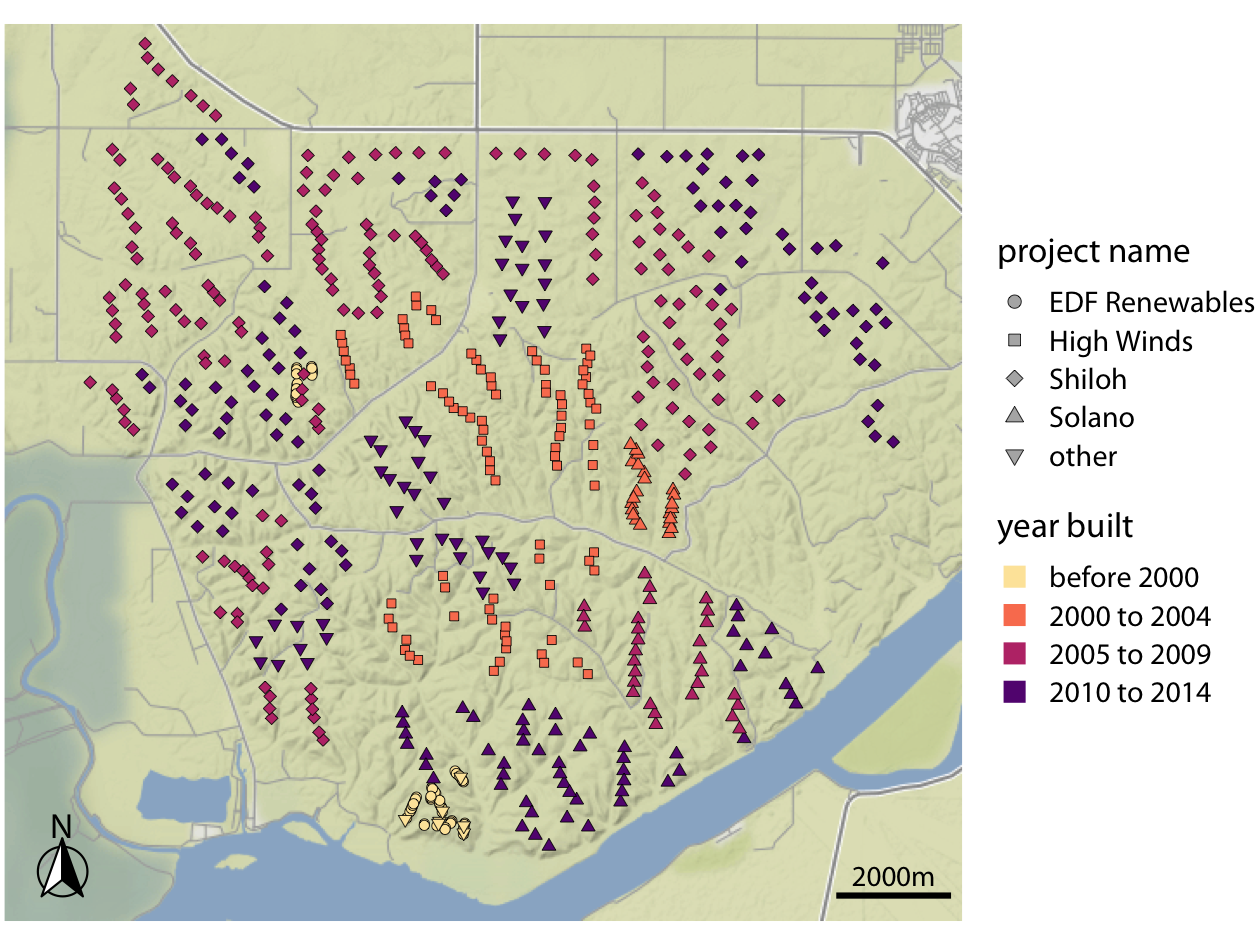 project name
EDF Renewables
High Winds
Shiloh
Solano
other
year built
before 2000
2000 to 2004
2005 to 2009
2010 to 2014
N
2000m